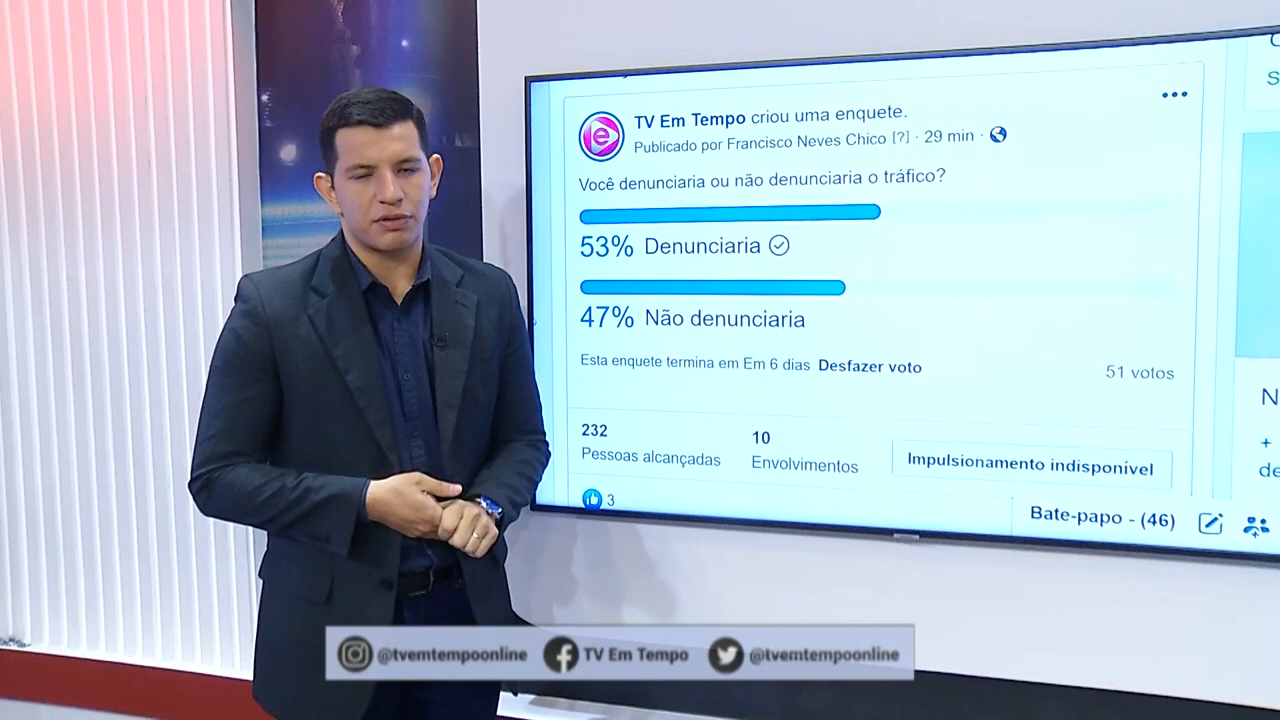 TV Em Tempo criou uma enquete.
Publicado por Francisco Neves Chico [?] · 29 min ·
Você denunciaria ou não denunciaria o tráfico?
53% Denunciaria
47% Não denunciaria
Esta enquete termina em Em 6 dias Desfazer voto
51 votos
232
Pessoas alcançadas
10
Envolvimentos
Impulsionamento indisponível
3
Bate-papo - (46)
S
N
+
de
@tvemtempoonline
TV Em Tempo
@tvemtempoonline